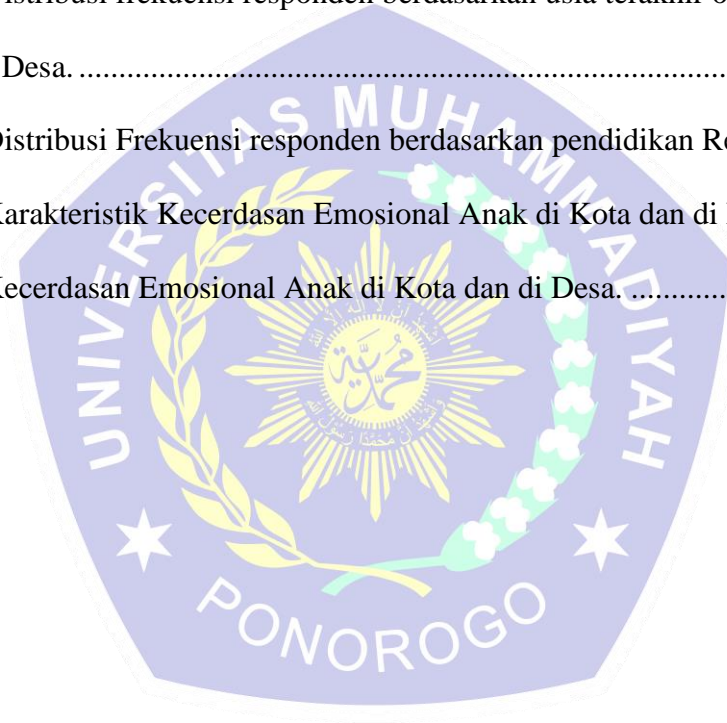 Distribusi frekuensi responden berdasarkan usia terakhir o
Desa. ................................................................................
Distribusi Frekuensi responden berdasarkan pendidikan Re
Karakteristik Kecerdasan Emosional Anak di Kota dan di
Kecerdasan Emosional Anak di Kota dan di Desa. ............
UNIVERSITAS MUHAMMADIYAH
PONOROGO
محمدية